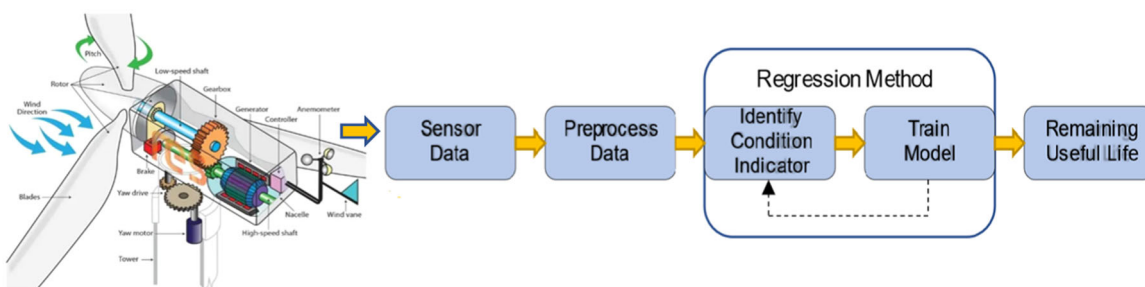 Pitch
Rotor
Low-speed shaft
Gearbox
Wind
Direction
Generator
Anemometer
Controller
Brake
Yaw drive
Blades
Yaw motor
Tower
High-speed shaft
Nacelle
Wind vane
Sensor
Data
Preprocess
Data
Regression Method
Identify
Condition
Indicator
Train
Model
Remaining
Useful Life